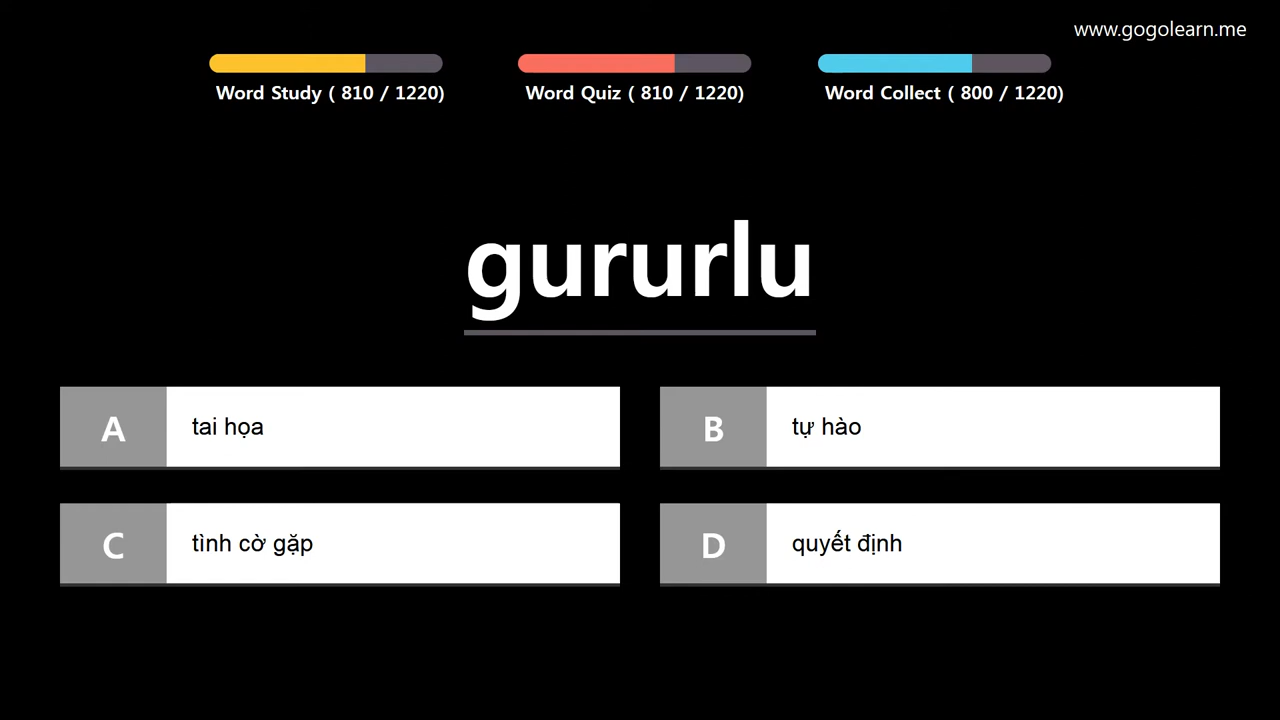 www.gogolearn.me
Word Study ( 810 / 1220)
Word Quiz ( 810 / 1220)
Word Collect ( 800 / 1220)
gururlu
A
tai họa
B
tự hào
C
tình cờ gặp
D
quyết định